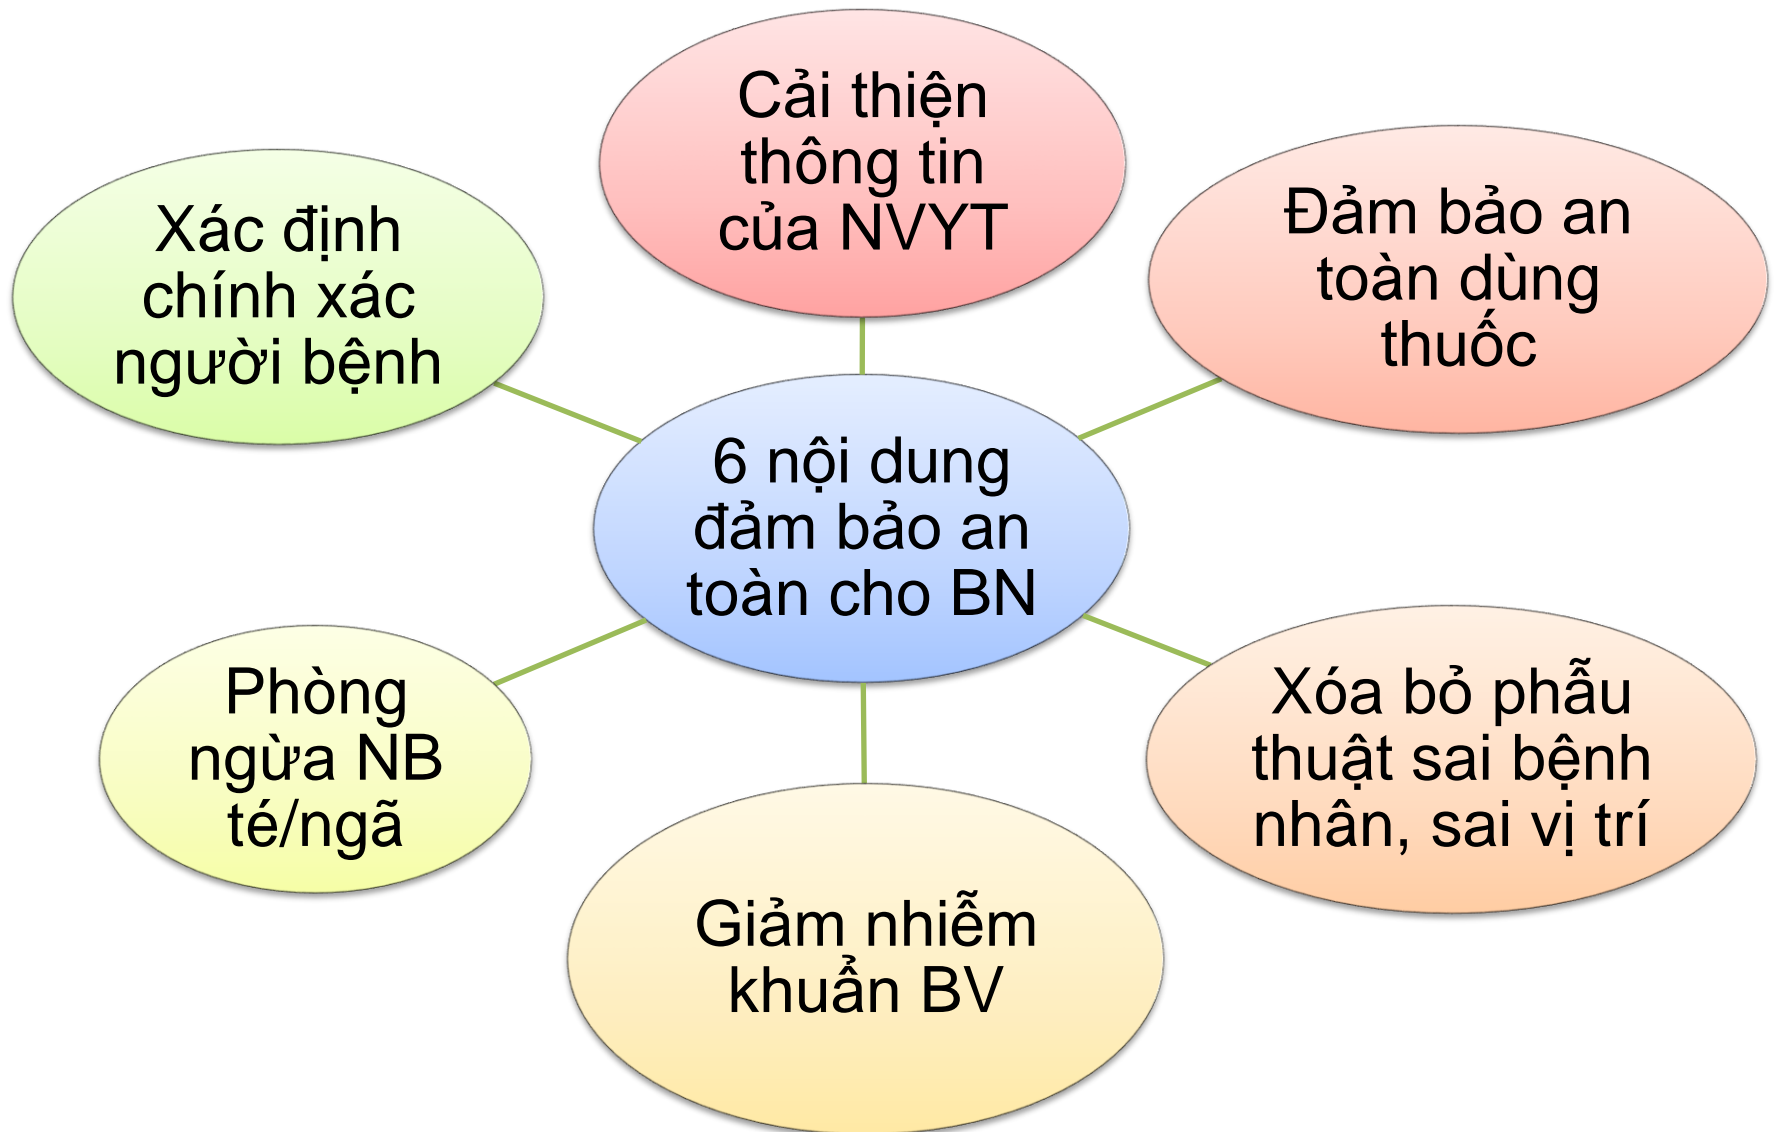 Cải thiện
thông tin
của NVYT
Đảm bảo an
toàn dùng
thuốc
Xác định
chính xác
người bệnh
6 nội dung
đảm bảo an
toàn cho BN
Phòng
ngừa NB
té/ngã
Xóa bỏ phẫu
thuật sai bệnh
nhân, sai vị trí
Giảm nhiễm
khuẩn BV